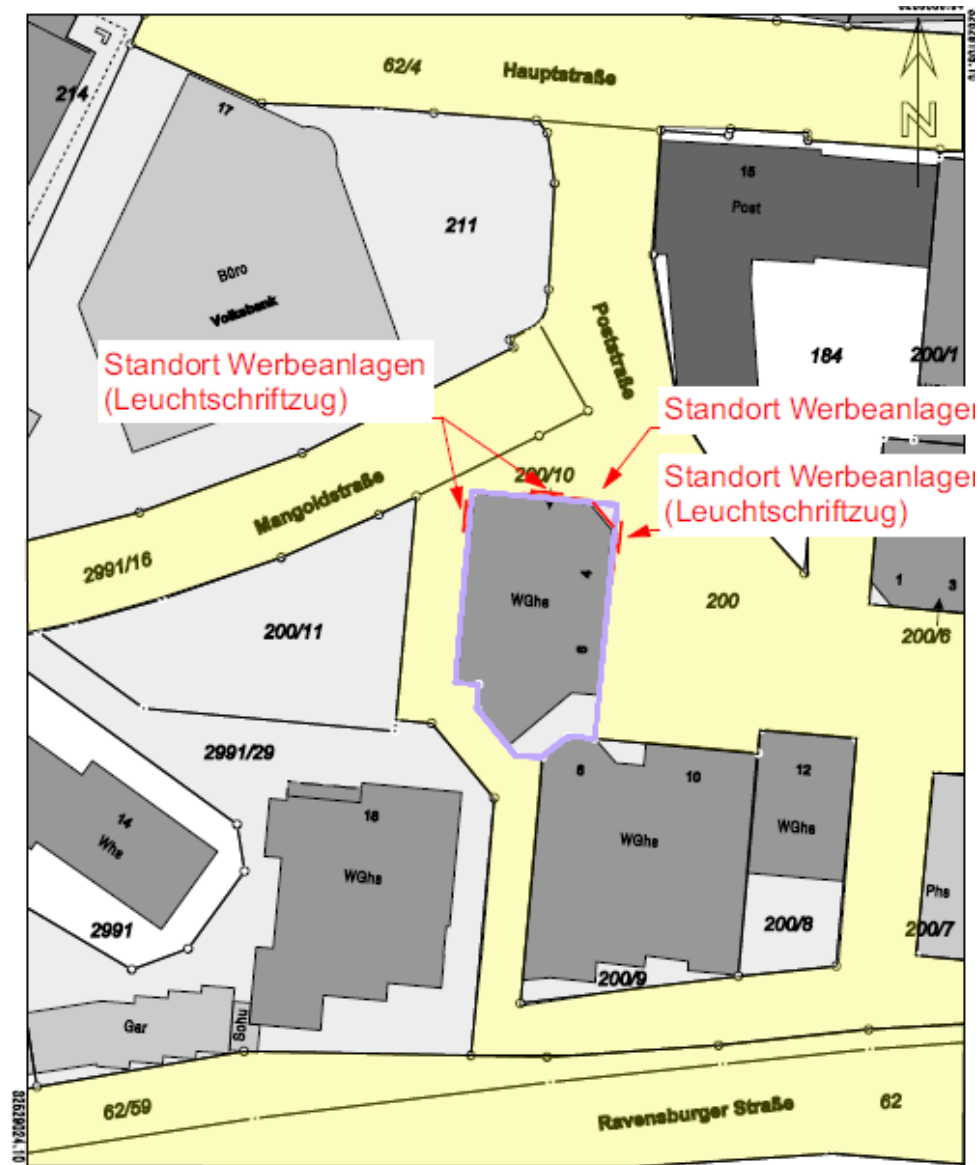 N
62/4
Hauptstraße
214
17
15
Post
211
Büro
Volksbank
Poststraße
184
200/1
Standort Werbeanlagen
(Leuchtschriftzug)
Standort Werbeanlagen
200/10
Standort Werbeanlagen
(Leuchtschriftzug)
Mangoldstraße
2991/16
4
WGhs
200
1
3
200/11
200/6
6
2991/29
8
10
12
14
Whs
18
WGhs
WGhs
WGhs
Phs
2991
200/8
200/7
200/9
Gar
Schu
62/59
Ravensburger Straße
62